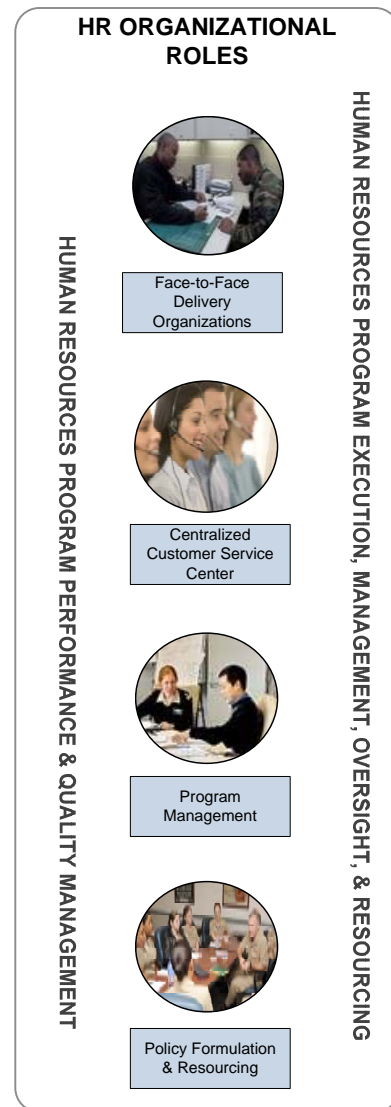 HR ORGANIZATIONAL
ROLES
HUMAN RESOURCES PROGRAM PERFORMANCE & QUALITY MANAGEMENT
Face-to-Face
Delivery
Organizations
Centralized
Customer Service
Center
Program
Management
Policy Formulation
& Resourcing
HUMAN RESOURCES PROGRAM EXECUTION, MANAGEMENT, OVERSIGHT, & RESOURCING